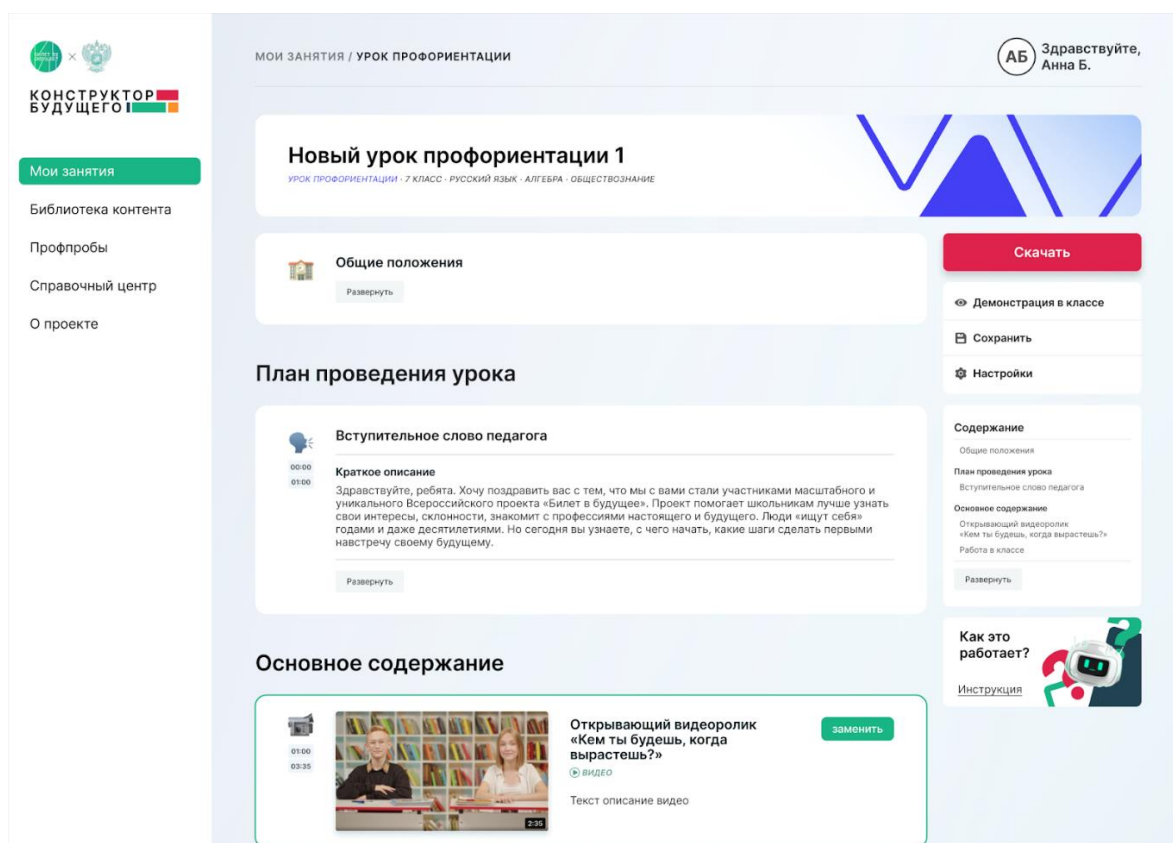 БИЛЕТ В БУДУЩЕЕ
×
КОНСТРУКТОР
БУДУЩЕГО
Мои занятия
Библиотека контента
Профпробы
Справочный центр
О проекте
МОИ ЗАНЯТИЯ / УРОК ПРОФОРИЕНТАЦИИ
АБ
Здравствуйте,
Анна Б.
Новый урок профориентации 1
УРОК ПРОФОРИЕНТАЦИИ · 7 КЛАСС · РУССКИЙ ЯЗЫК · АЛГЕБРА · ОБЩЕСТВОЗНАНИЕ
Общие положения
Развернуть
План проведения урока
Вступительное слово педагога
00:00
01:00
Краткое описание
Здравствуйте, ребята. Хочу поздравить вас с тем, что мы с вами стали участниками масштабного и
уникального Всероссийского проекта «Билет в будущее». Проект помогает школьникам лучше узнать
свои интересы, склонности, знакомит с профессиями настоящего и будущего. Люди «ищут себя»
годами и даже десятилетиями. Но сегодня вы узнаете, с чего начать, какие шаги сделать первыми
навстречу своему будущему.
Развернуть
Основное содержание
01:00
03:35
2:35
Открывающий видеоролик
«Кем ты будешь, когда
вырастешь?»
ВИДЕО
Текст описание видео
заменить
Скачать
Демонстрация в классе
Сохранить
Настройки
Содержание
Общие положения
План проведения урока
Вступительное слово педагога
Основное содержание
Открывающий видеоролик
«Кем ты будешь, когда вырастешь?»
Работа в классе
Развернуть
Как это
работает?
Инструкция